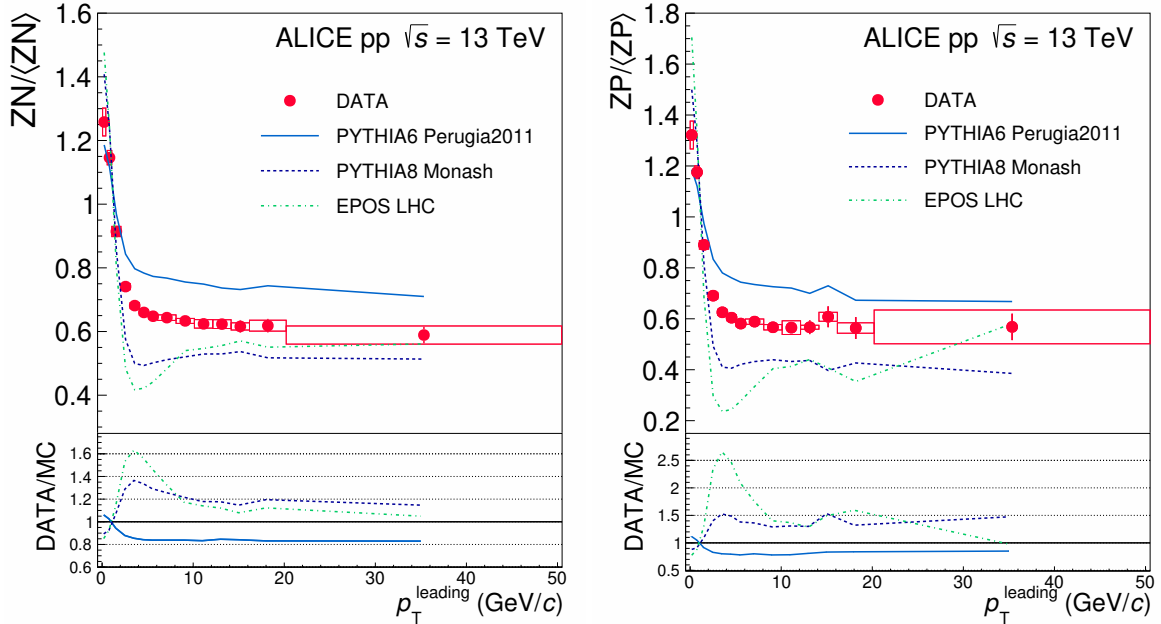 ZN/⟨ZN⟩
ALICE pp √s = 13 TeV
DATA
PYTHIA6 Perugia2011
PYTHIA8 Monash
EPOS LHC
1.6
1.4
1.2
1
0.8
0.6
0.4
DATA/MC
1.6
1.4
1.2
1
0.8
0.6
0 10 20 30 40 50
p_T^leading (GeV/c)
ZP/⟨ZP⟩
ALICE pp √s = 13 TeV
DATA
PYTHIA6 Perugia2011
PYTHIA8 Monash
EPOS LHC
1.8
1.6
1.4
1.2
1
0.8
0.6
0.4
0.2
DATA/MC
2.5
2
1.5
1
0.5
0 10 20 30 40 50
p_T^leading (GeV/c)